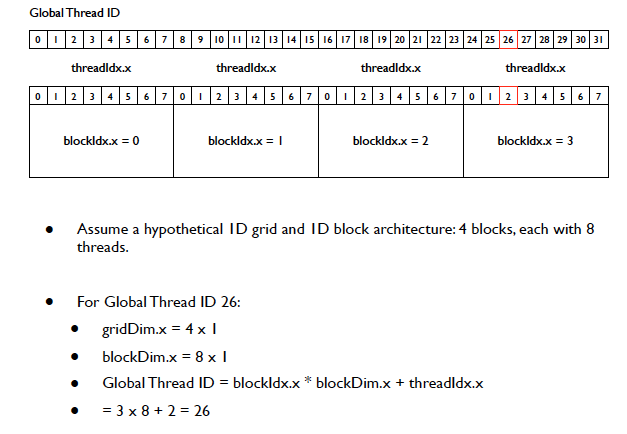 Global Thread ID
0 1 2 3 4 5 6 7 8 9 10 11 12 13 14 15 16 17 18 19 20 21 22 23 24 25 26 27 28 29 30 31
threadIdx.x threadIdx.x threadIdx.x threadIdx.x
0 1 2 3 4 5 6 7 0 1 2 3 4 5 6 7 0 1 2 3 4 5 6 7 0 1 2 3 4 5 6 7
blockIdx.x = 0 blockIdx.x = 1 blockIdx.x = 2 blockIdx.x = 3
• Assume a hypothetical 1D grid and 1D block architecture: 4 blocks, each with 8
threads.
• For Global Thread ID 26:
• gridDim.x = 4 x 1
• blockDim.x = 8 x 1
• Global Thread ID = blockIdx.x * blockDim.x + threadIdx.x
• = 3 x 8 + 2 = 26